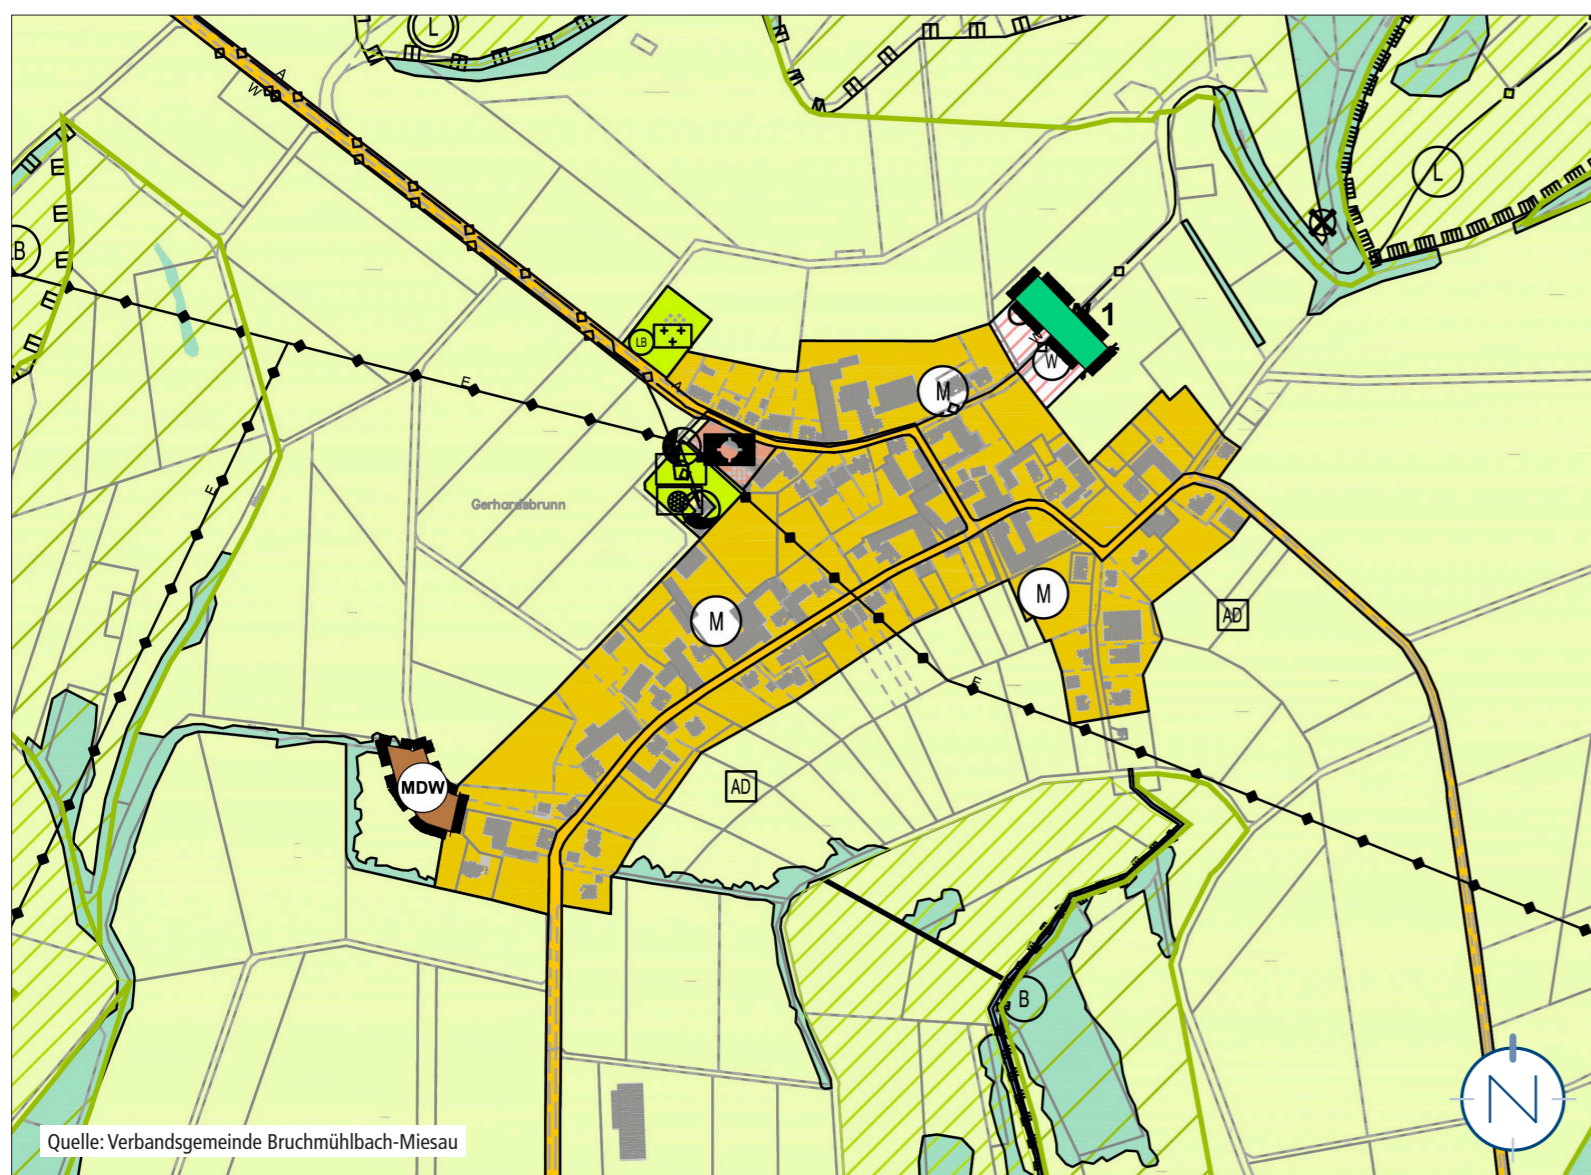 L
A
W
L
B
LB
1
W
M
A
E
E
Gerhardsbrunn
M
M
AD
E
AD
MDW
B
N
Quelle: Verbandsgemeinde Bruchmühlbach-Miesau